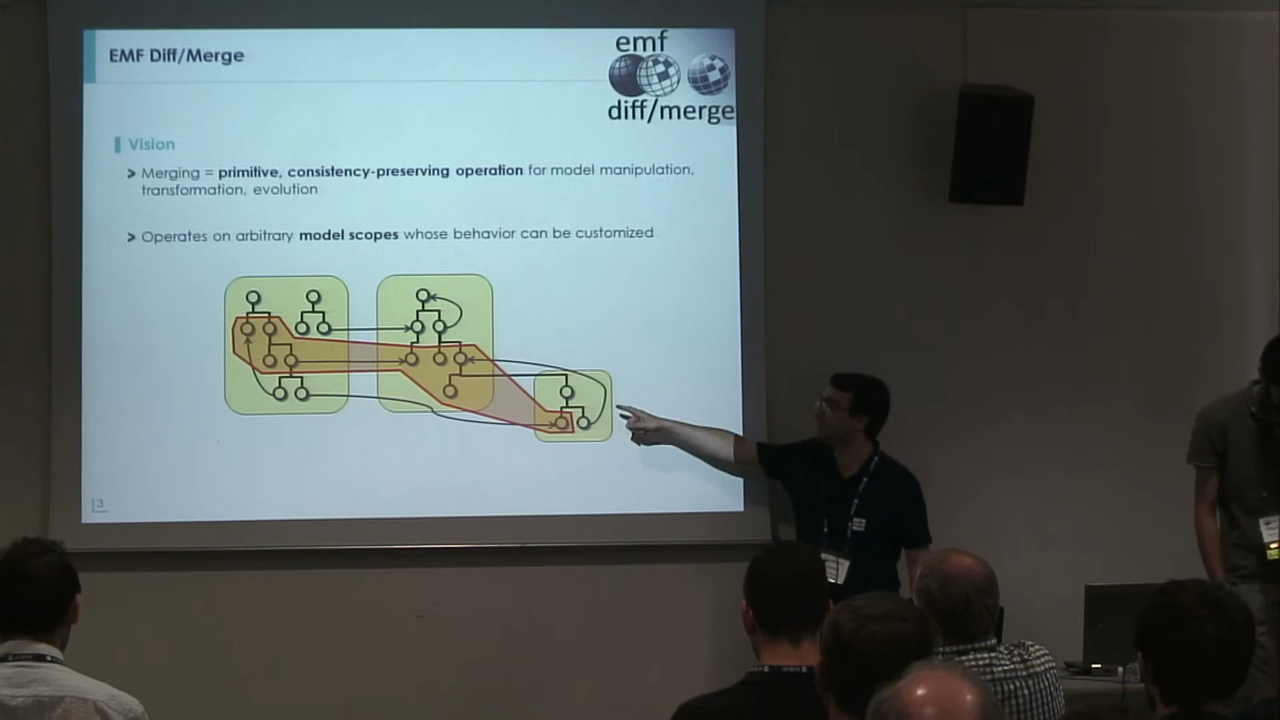 EMF Diff/Merge
emf
diff/merge
Vision
> Merging = primitive, consistency-preserving operation for model manipulation,
transformation, evolution
> Operates on arbitrary model scopes whose behavior can be customized
3